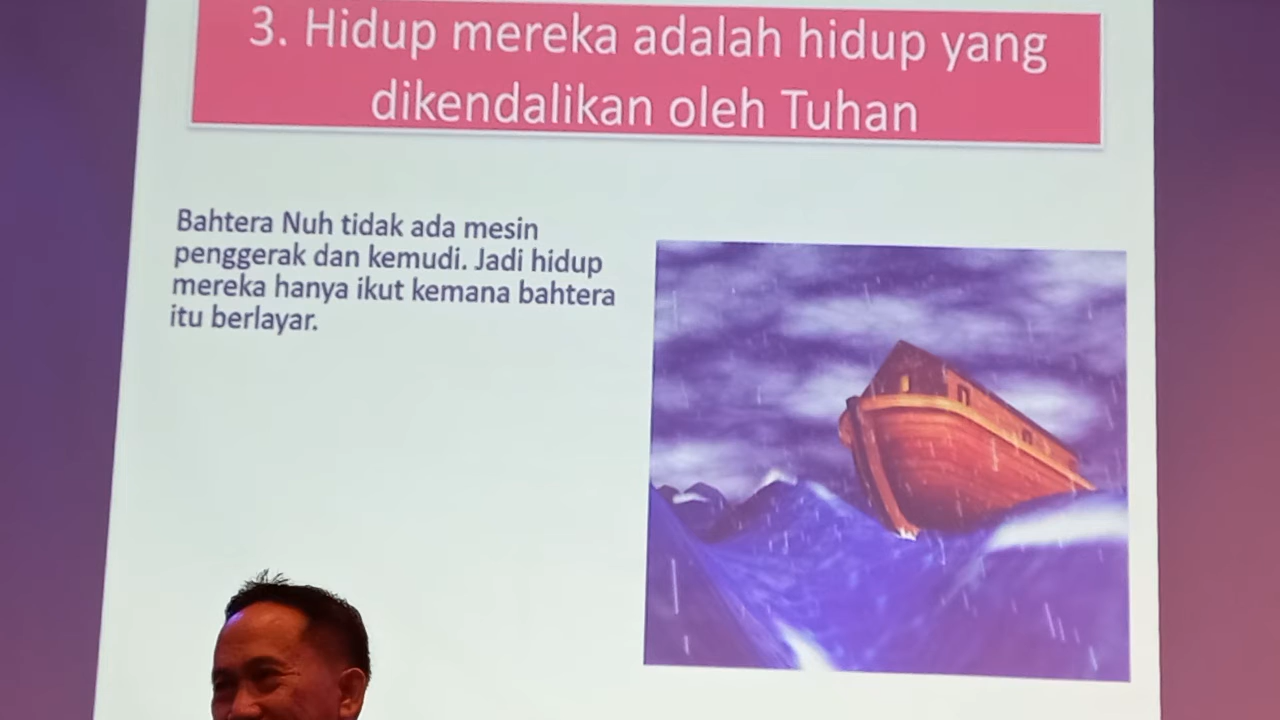 3. Hidup mereka adalah hidup yang
dikendalikan oleh Tuhan
Bahtera Nuh tidak ada mesin
penggerak dan kemudi. Jadi hidup
mereka hanya ikut kemana bahtera
itu berlayar.